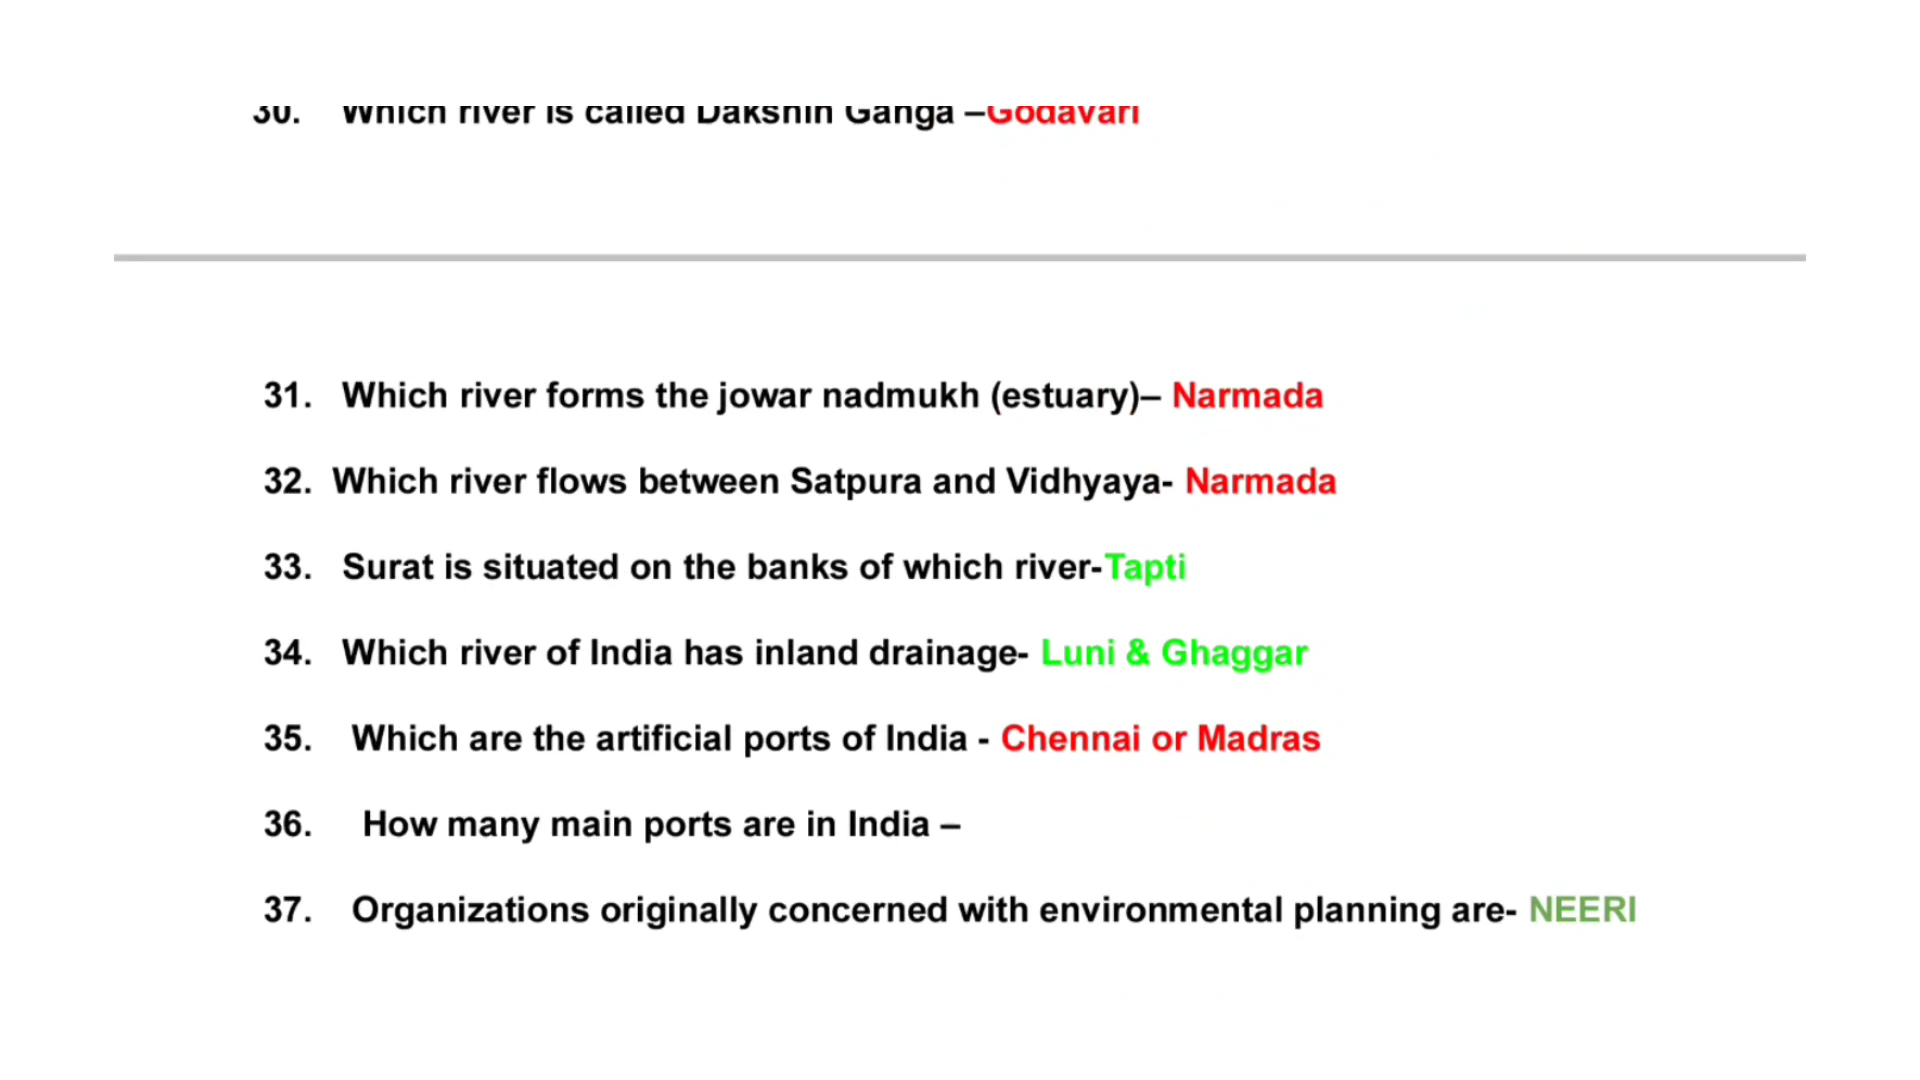 30. Which river is called Dakshin Ganga –Godavari
31. Which river forms the jowar nadmukh (estuary)– Narmada
32. Which river flows between Satpura and Vidhyaya- Narmada
33. Surat is situated on the banks of which river-Tapti
34. Which river of India has inland drainage- Luni & Ghaggar
35. Which are the artificial ports of India - Chennai or Madras
36. How many main ports are in India –
37. Organizations originally concerned with environmental planning are- NEERI